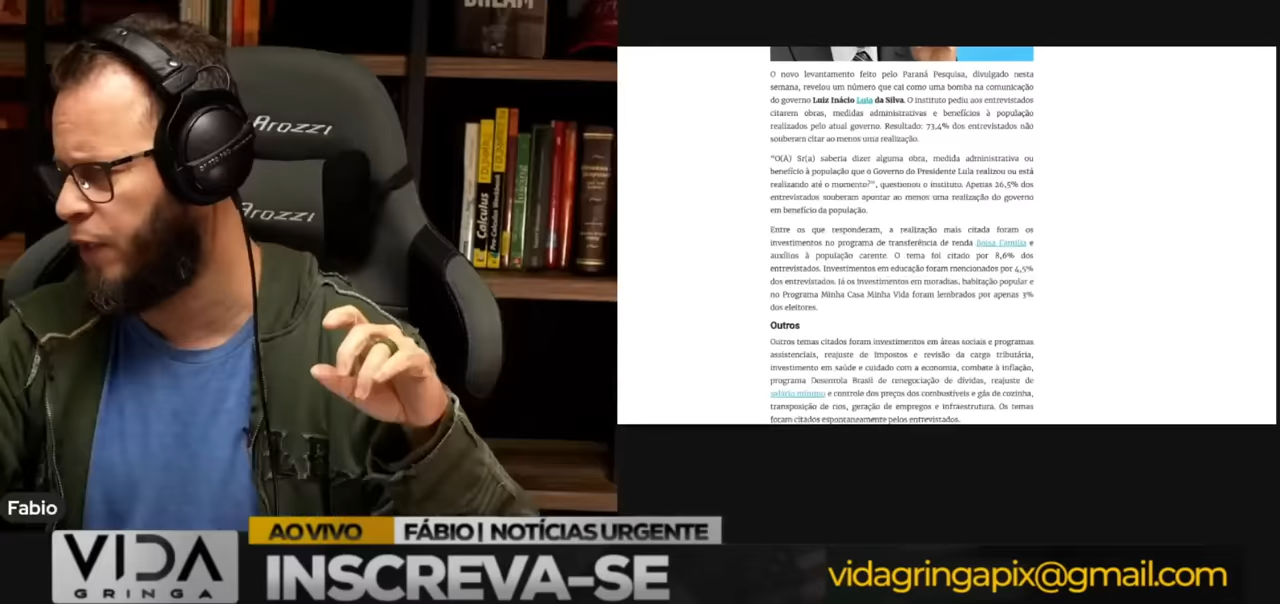 DREAM
Arozzi
Arozzi
Calculus
Pre-Calculus Workbook
DUMMIES
Juicing
O novo levantamento feito pelo Paraná Pesquisa, divulgado nesta
semana, revelou um número que cai como uma bomba na comunicação
do governo Luiz Inácio Lula da Silva. O instituto pediu aos entrevistados
citarem obras, medidas administrativas e benefícios à população
realizados pelo atual governo. Resultado: 73,4% dos entrevistados não
souberam citar ao menos uma realização.
“O(A) Sr(a) saberia dizer alguma obra, medida administrativa ou
benefício à população que o Governo do Presidente Lula realizou ou está
realizando até o momento?”, questionou o instituto. Apenas 26,5% dos
entrevistados souberam apontar ao menos uma realização do governo
em benefício da população.
Entre os que responderam, a realização mais citada foram os
investimentos no programa de transferência de renda Bolsa Família e
auxílios à população carente. O tema foi citado por 8,6% dos
entrevistados. Investimentos em educação foram mencionados por 4,5%
dos entrevistados. Já os investimentos em moradias, habitação popular e
no Programa Minha Casa Minha Vida foram lembrados por apenas 3%
dos eleitores.
Outros
Outros temas citados foram investimentos em áreas sociais e programas
assistenciais, reajuste de impostos e revisão da carga tributária,
investimento em saúde e cuidado com a economia, combate à inflação,
programa Desenrola Brasil de renegociação de dívidas, reajuste de
salário mínimo e controle dos preços dos combustíveis e gás de cozinha,
transposição de rios, geração de empregos e infraestrutura. Os temas
foram citados espontaneamente pelos entrevistados.
Fabio
AO VIVO
FÁBIO | NOTÍCIAS URGENTE
VIDA
GRINGA
INSCREVA-SE
vidagringapix@gmail.com